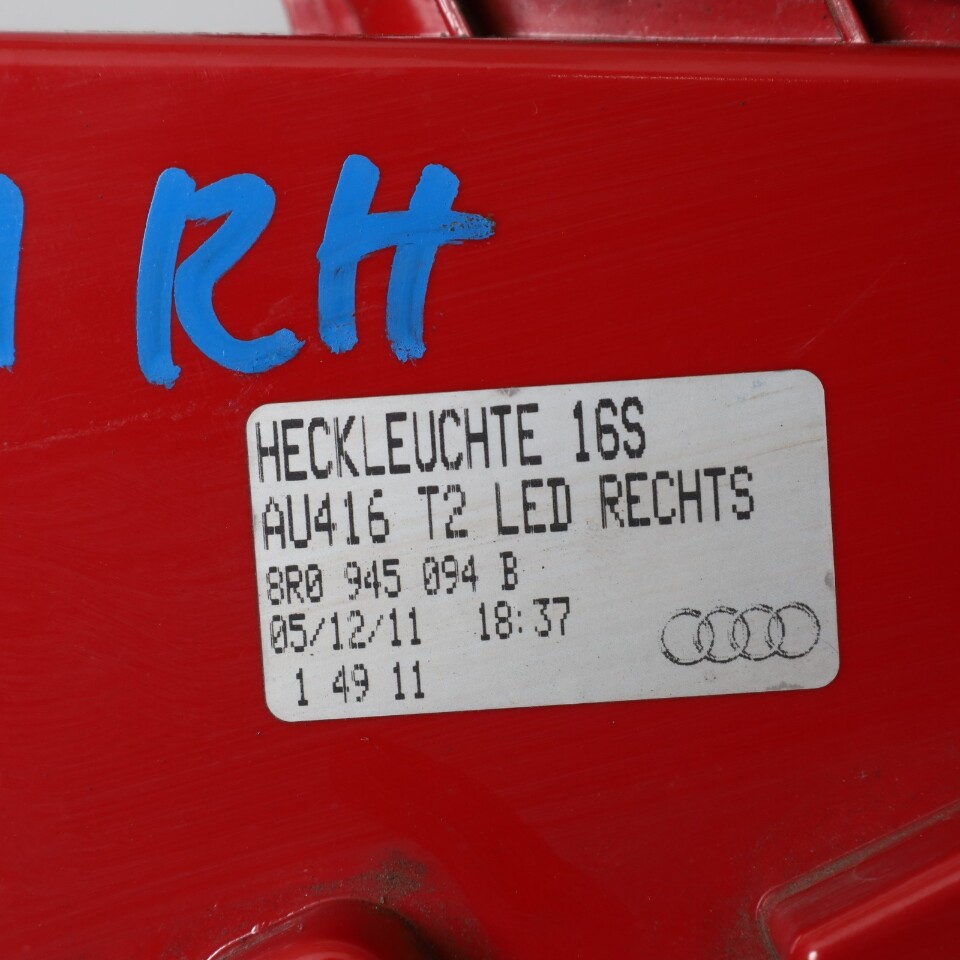 RH
HECKLEUCHTE 16S
AU416 T2 LED RECHTS
8R0 945 094 B
05/12/11 18:37
1 49 11